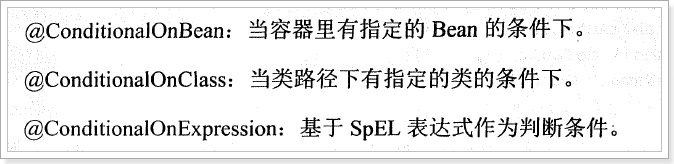 @ConditionalOnBean：当容器里有指定的 Bean 的条件下。
@ConditionalOnClass：当类路径下有指定的类的条件下。
@ConditionalOnExpression：基于 SpEL 表达式作为判断条件。